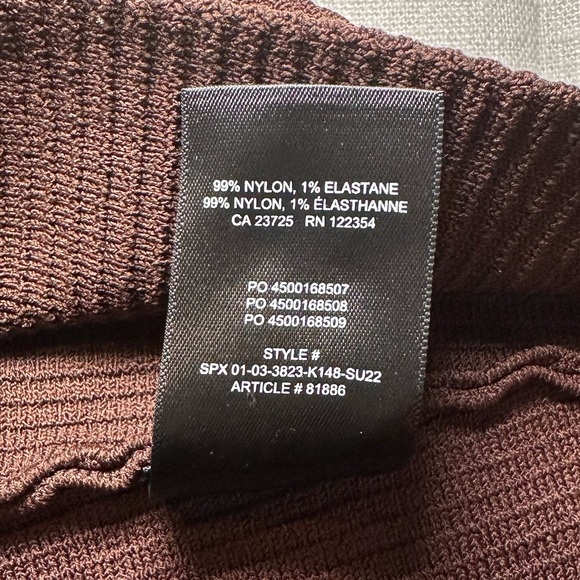 99% NYLON, 1% ELASTANE
99% NYLON, 1% ÉLASTHANNE
CA 23725 RN 122354
PO 4500168507
PO 4500168508
PO 4500168509
STYLE #
SPX 01-03-3823-K148-SU22
ARTICLE # 81886